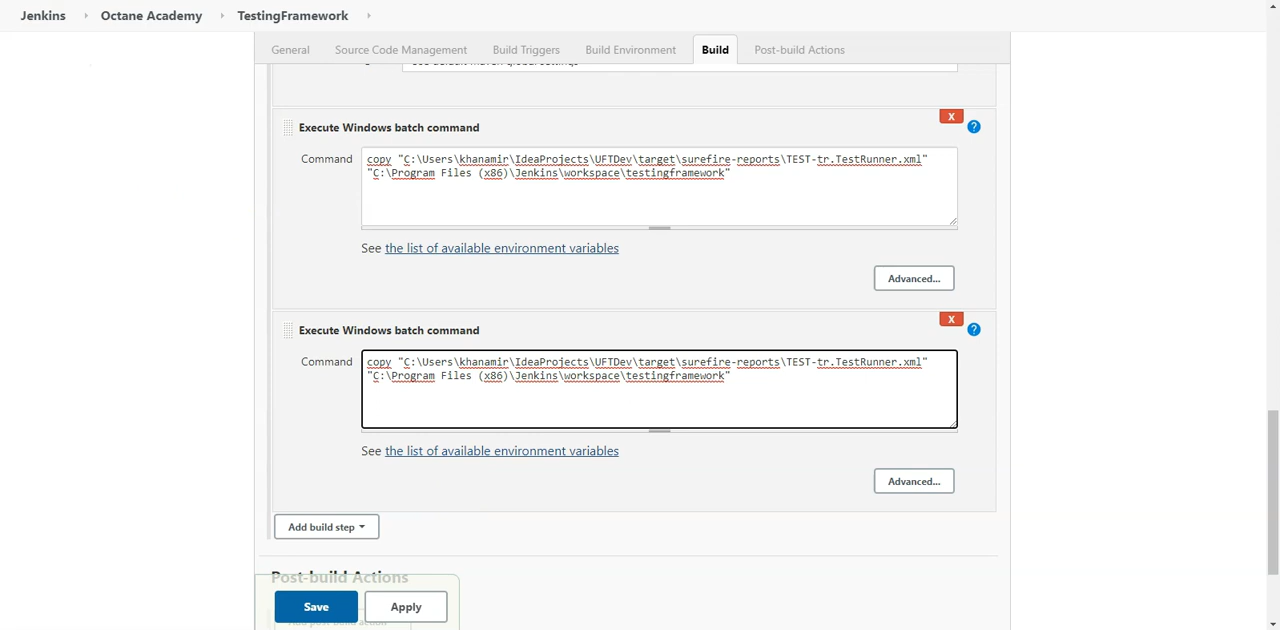 Jenkins › Octane Academy › TestingFramework ›
General Source Code Management Build Triggers Build Environment Build Post-build Actions
X
Execute Windows batch command
?
Command
copy "C:\Users\khanamir\IdeaProjects\UFTDev\target\surefire-reports\TEST-tr.TestRunner.xml"
"C:\Program Files (x86)\Jenkins\workspace\testingframework"
See the list of available environment variables
Advanced...
X
Execute Windows batch command
?
Command
copy "C:\Users\khanamir\IdeaProjects\UFTDev\target\surefire-reports\TEST-tr.TestRunner.xml"
"C:\Program Files (x86)\Jenkins\workspace\testingframework"
See the list of available environment variables
Advanced...
Add build step
Post-build Actions
Save Apply